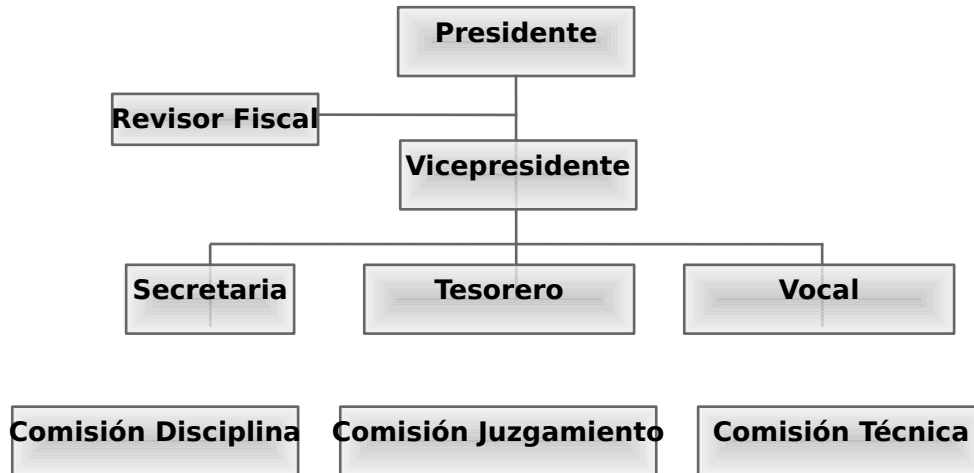 Presidente
Revisor Fiscal
Vicepresidente
Secretaria
Tesorero
Vocal
Comisión Disciplina
Comisión Juzgamiento
Comisión Técnica